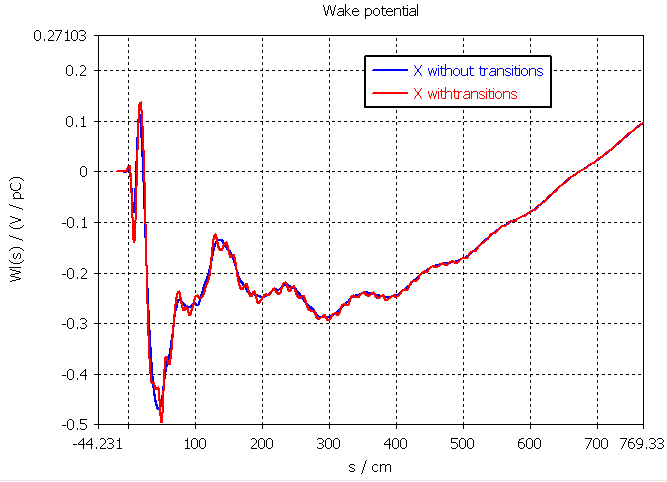 Wake potential
0.27103
0.2
0.1
0
-0.1
-0.2
-0.3
-0.4
-0.5
Wl(s) / (V / pC)
X without transitions
X withtransitions
-44.231 100 200 300 400 500 600 700 769.33
s / cm